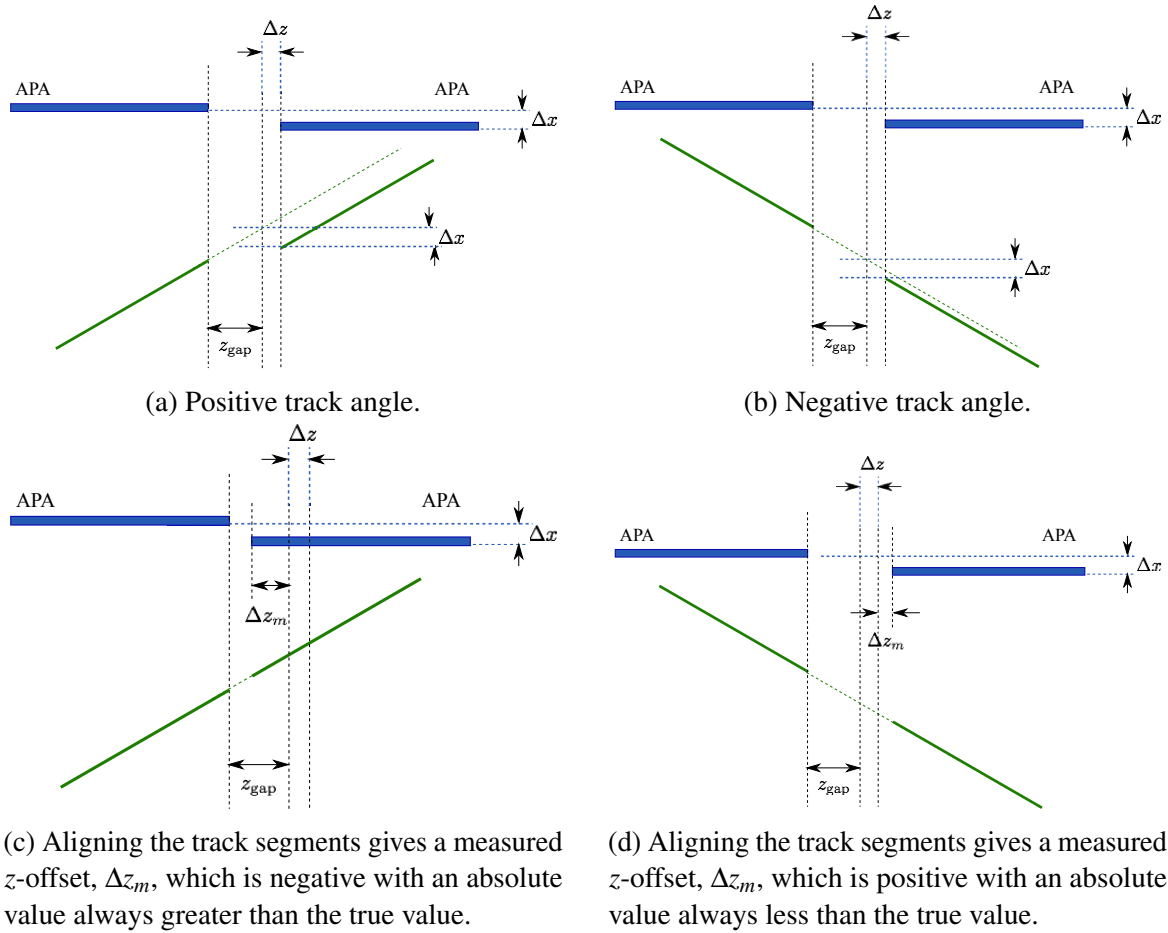 Δz
Δz
APA
APA
Δx
APA
APA
Δx
Δx
Δx
z_gap
z_gap
(a) Positive track angle.
(b) Negative track angle.
Δz
Δz
APA
APA
Δx
APA
APA
Δx
Δz_m
Δz_m
z_gap
z_gap
(c) Aligning the track segments gives a measured
z-offset, Δz_m, which is negative with an absolute
value always greater than the true value.
(d) Aligning the track segments gives a measured
z-offset, Δz_m, which is positive with an absolute
value always less than the true value.